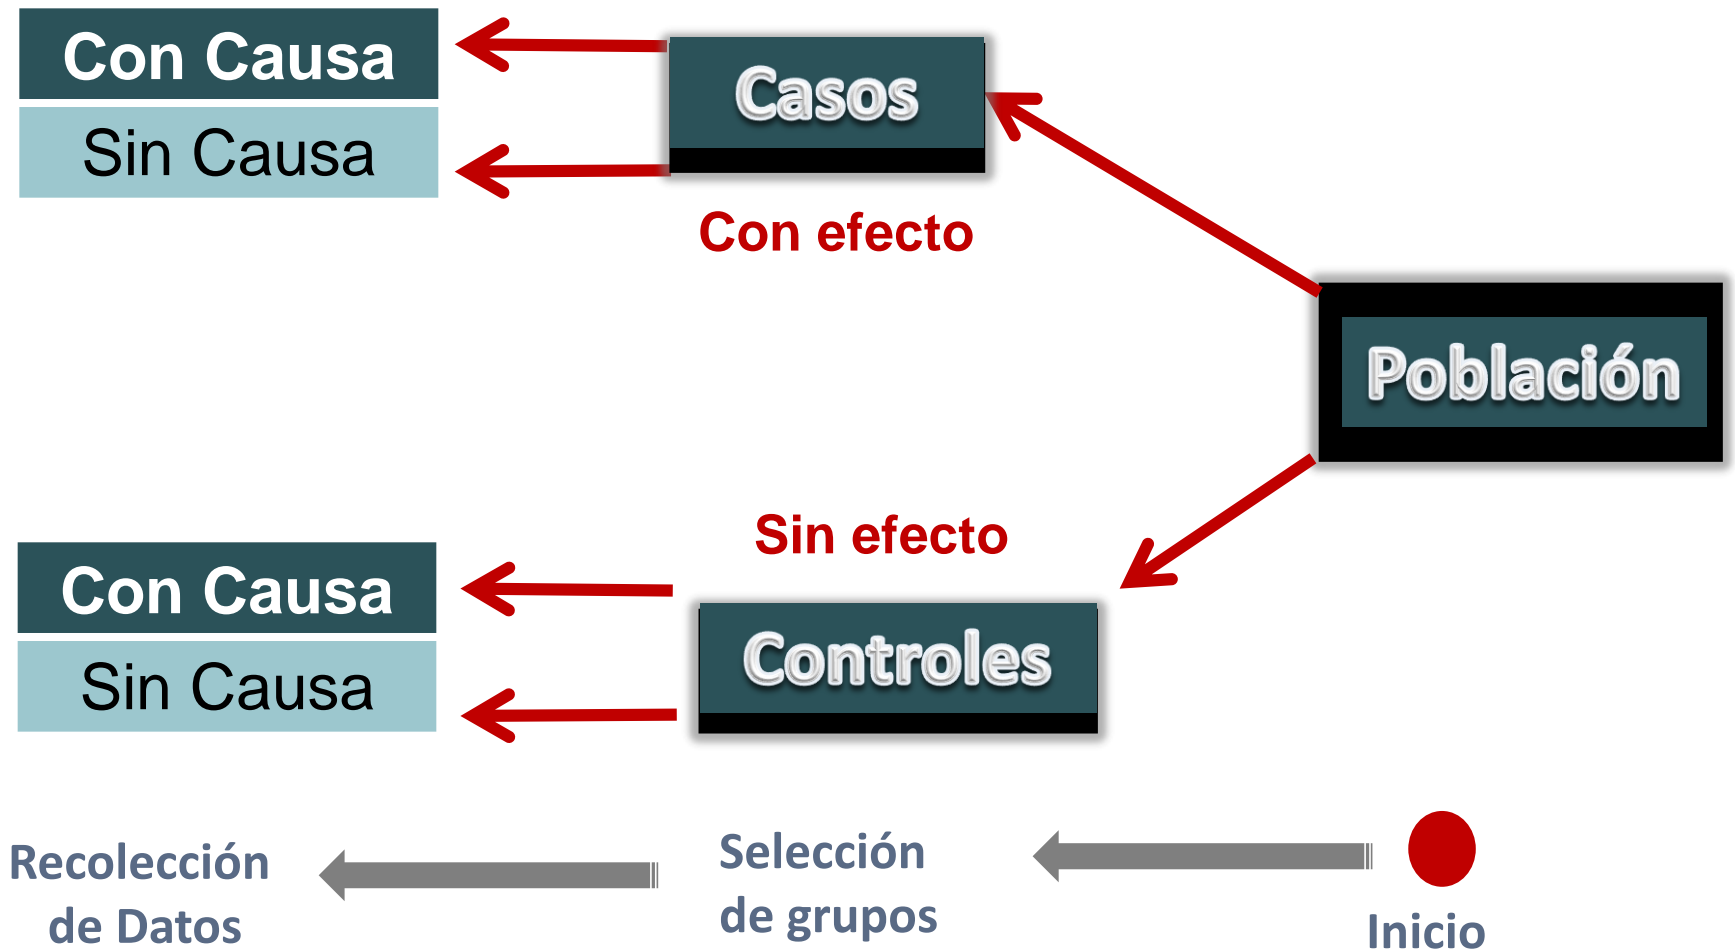 Con Causa
Sin Causa
Casos
Con efecto
Población
Sin efecto
Con Causa
Sin Causa
Controles
Recolección
de Datos
Selección
de grupos
Inicio